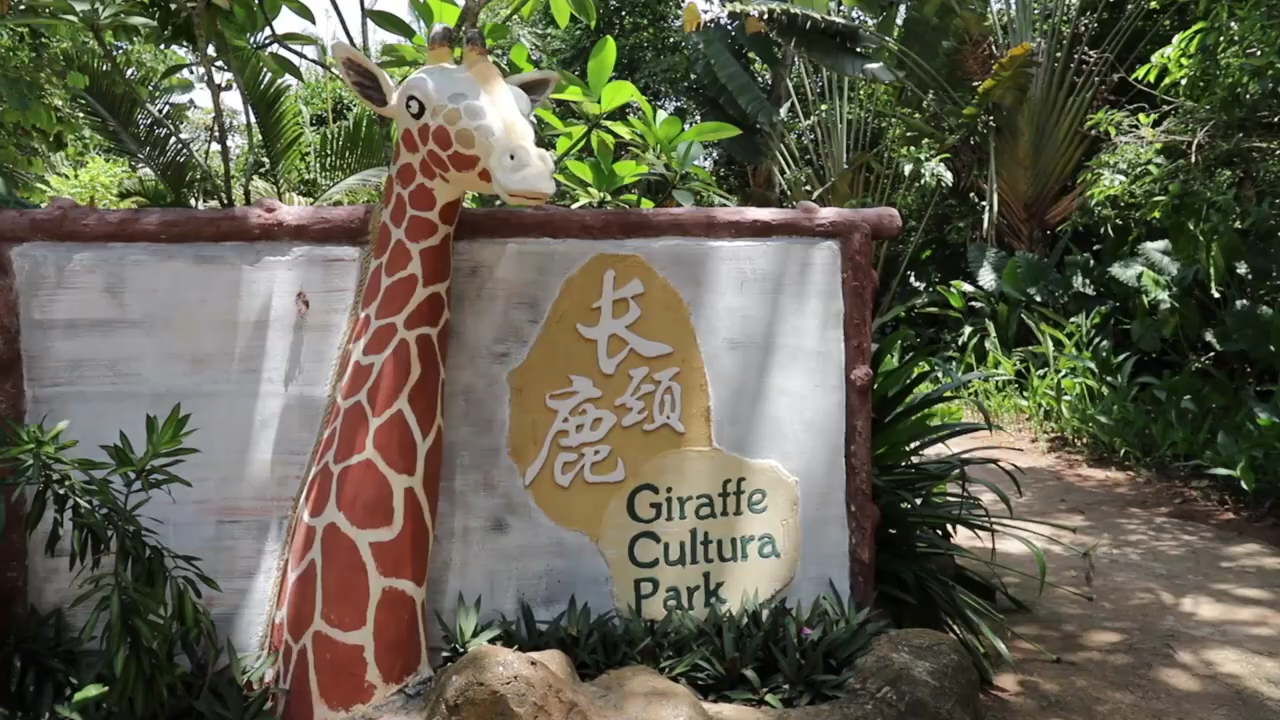 长
颈
鹿
Giraffe
Cultura
Park